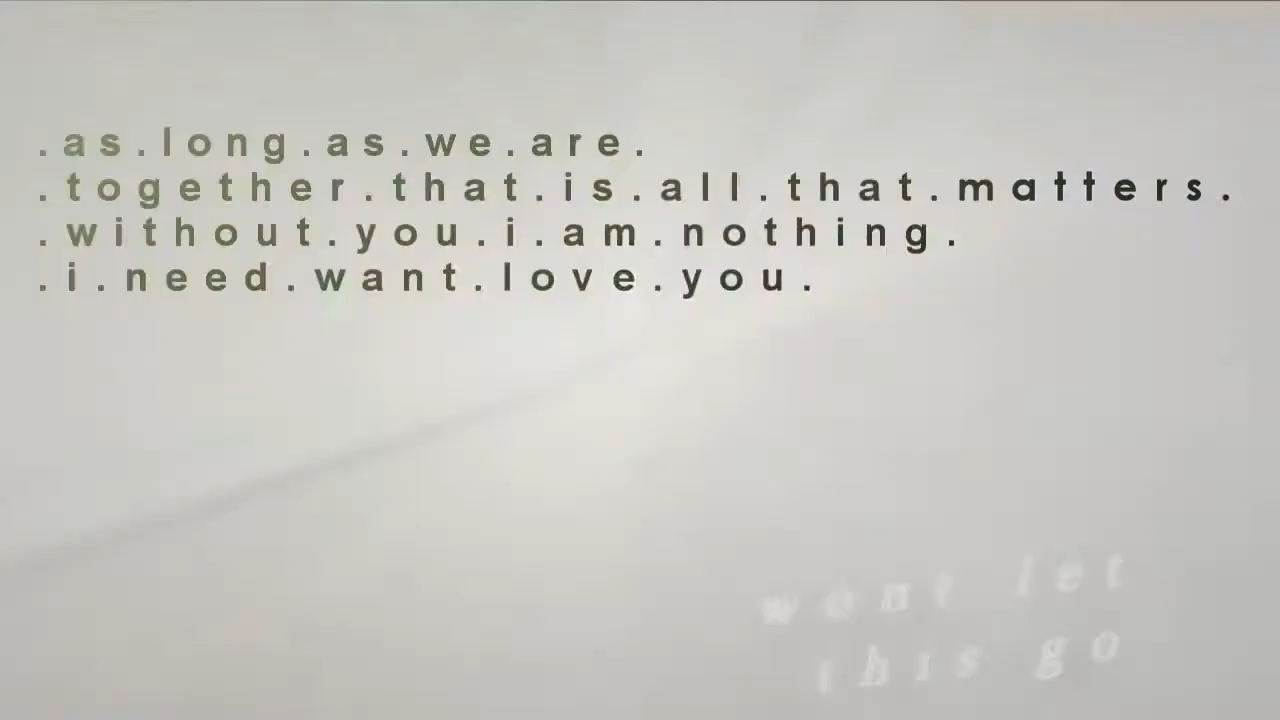 .as.long.as.we.are.
.together.that.is.all.that.matters.
.without.you.i.am.nothing.
.i.need.want.love.you.
wont let
this go